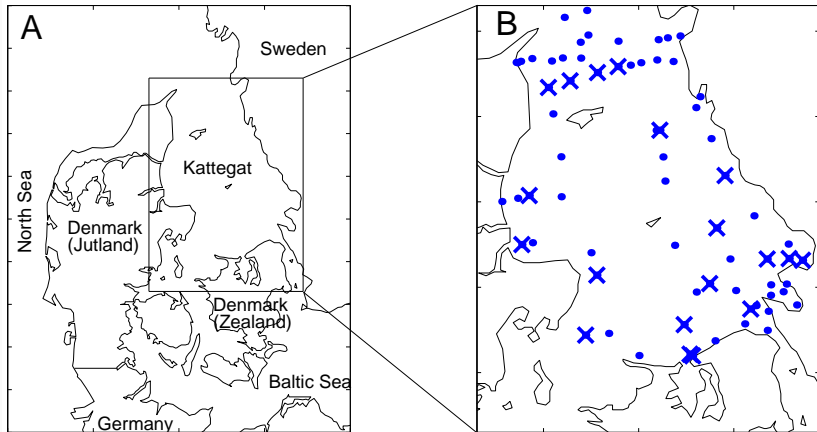 A
B
Sweden
Kattegat
North Sea
Denmark
(Jutland)
Denmark
(Zealand)
Baltic Sea
Germany